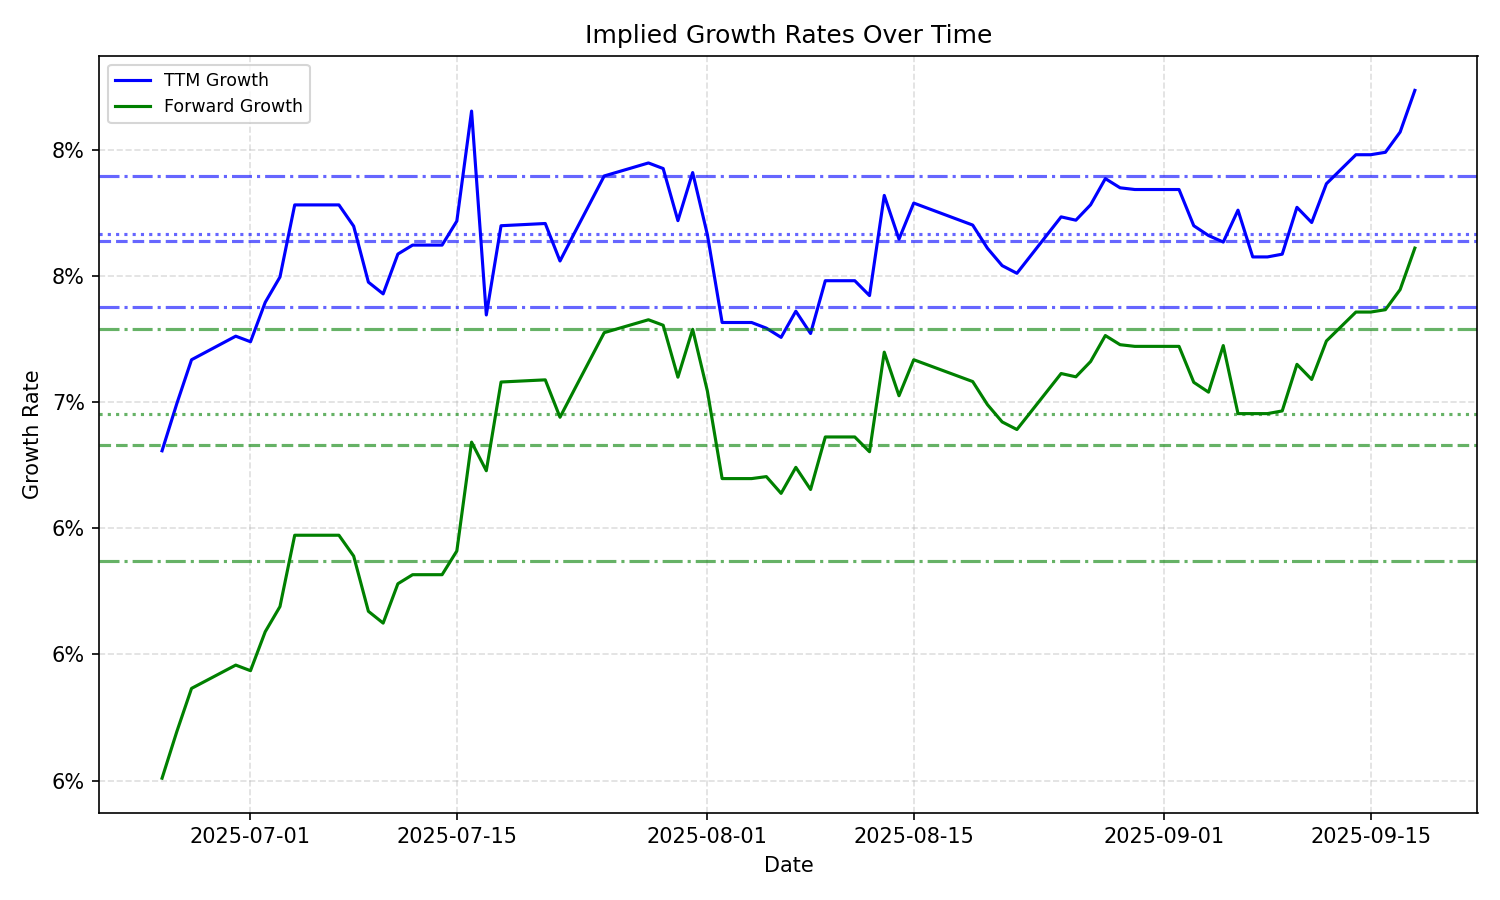 Implied Growth Rates Over Time
TTM Growth
Forward Growth
8%
8%
7%
6%
6%
6%
Growth Rate
2025-07-01
2025-07-15
2025-08-01
2025-08-15
2025-09-01
2025-09-15
Date